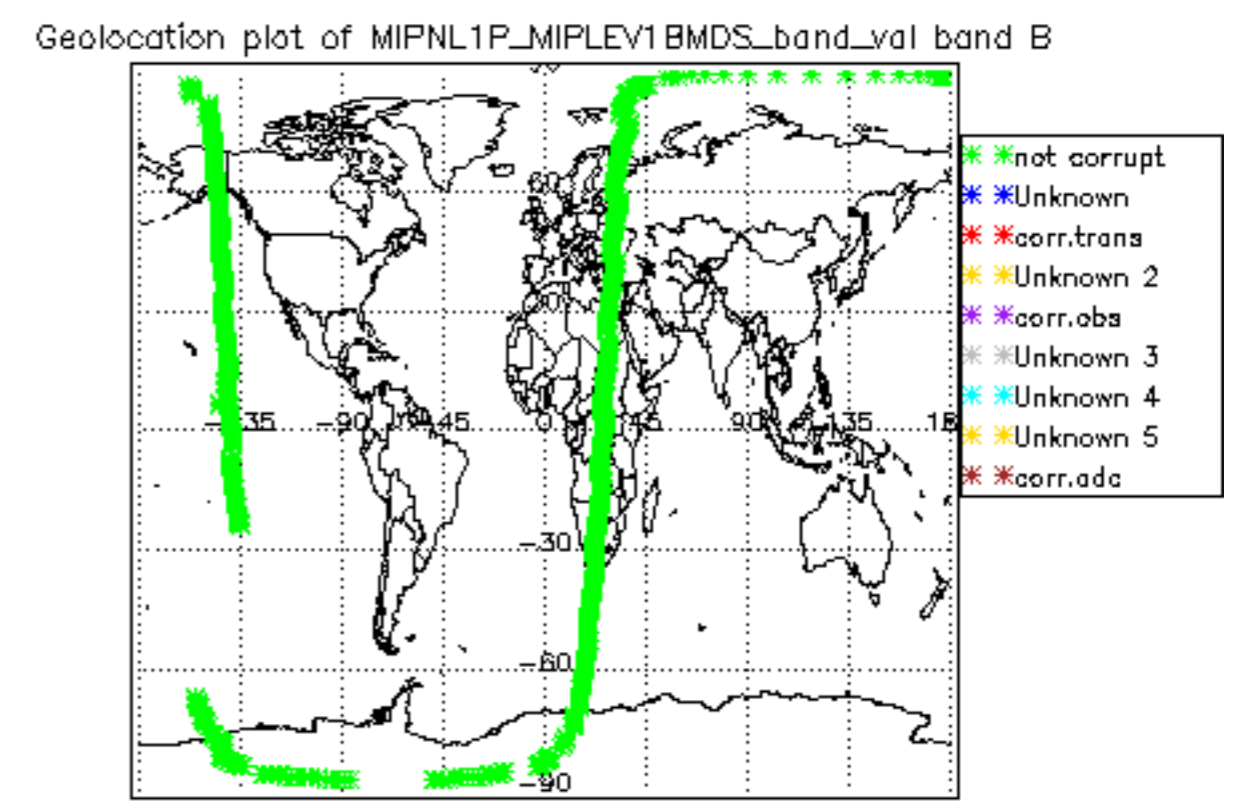 Geolocation plot of MIPNL1P_MIPLEV1BMDS_band_val band B
not corrupt
Unknown
corr.trans
Unknown 2
corr.obs
Unknown 3
Unknown 4
Unknown 5
corr.adc
60
-90
-45
0
45
90
135
-30
-60
-90